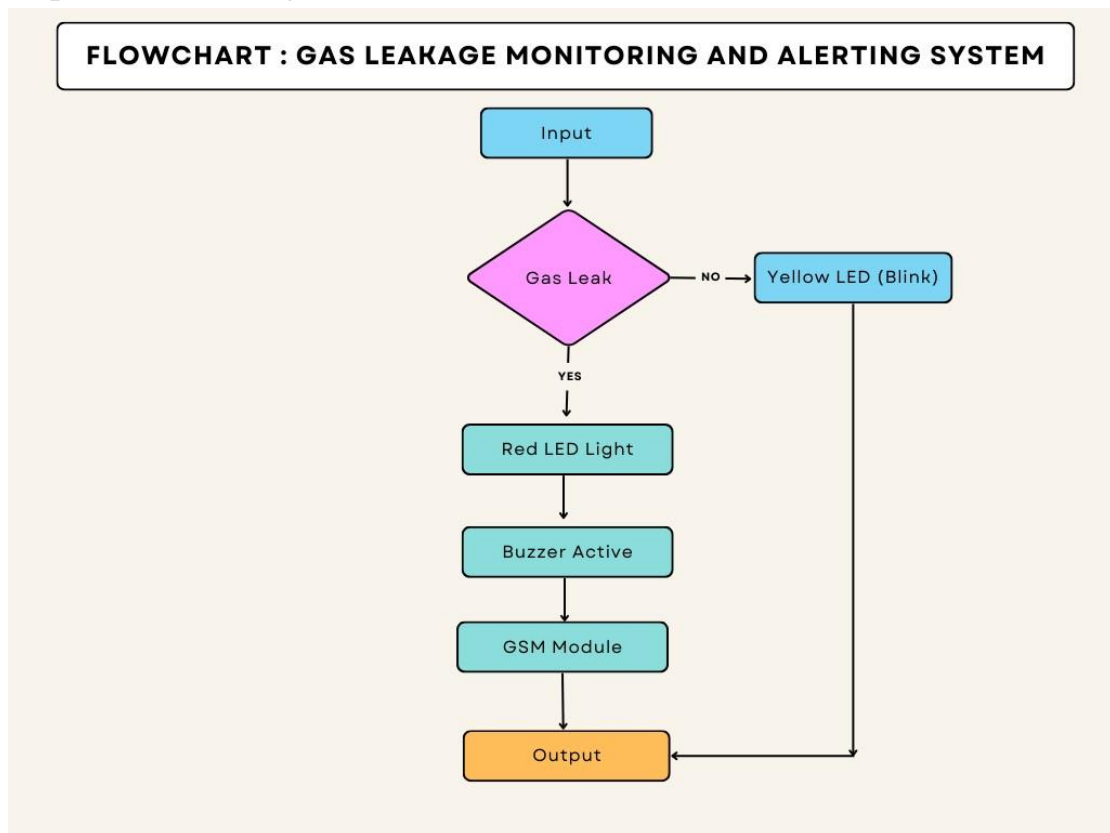 FLOWCHART : GAS LEAKAGE MONITORING AND ALERTING SYSTEM
Input
Gas Leak
NO
Yellow LED (Blink)
YES
Red LED Light
Buzzer Active
GSM Module
Output